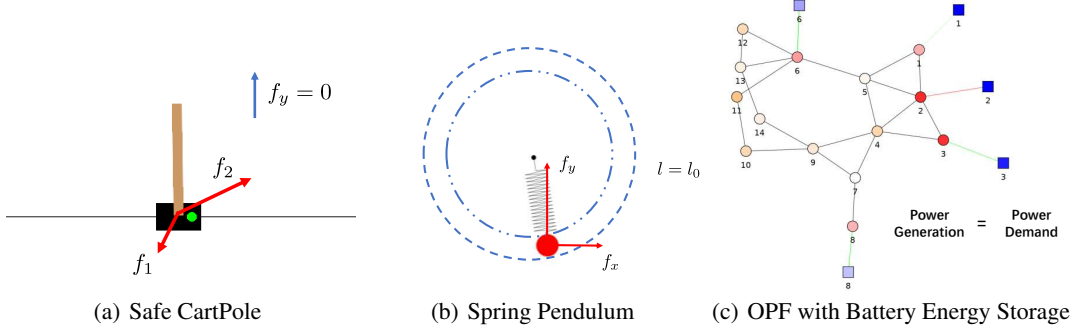 f_y = 0
f_2
f_1
(a) Safe CartPole
f_y
l = l_0
f_x
(b) Spring Pendulum
6
1
12
1
13
6
5
11
2
2
14
4
3
10
9
3
7
8
8
Power Generation = Power Demand
(c) OPF with Battery Energy Storage